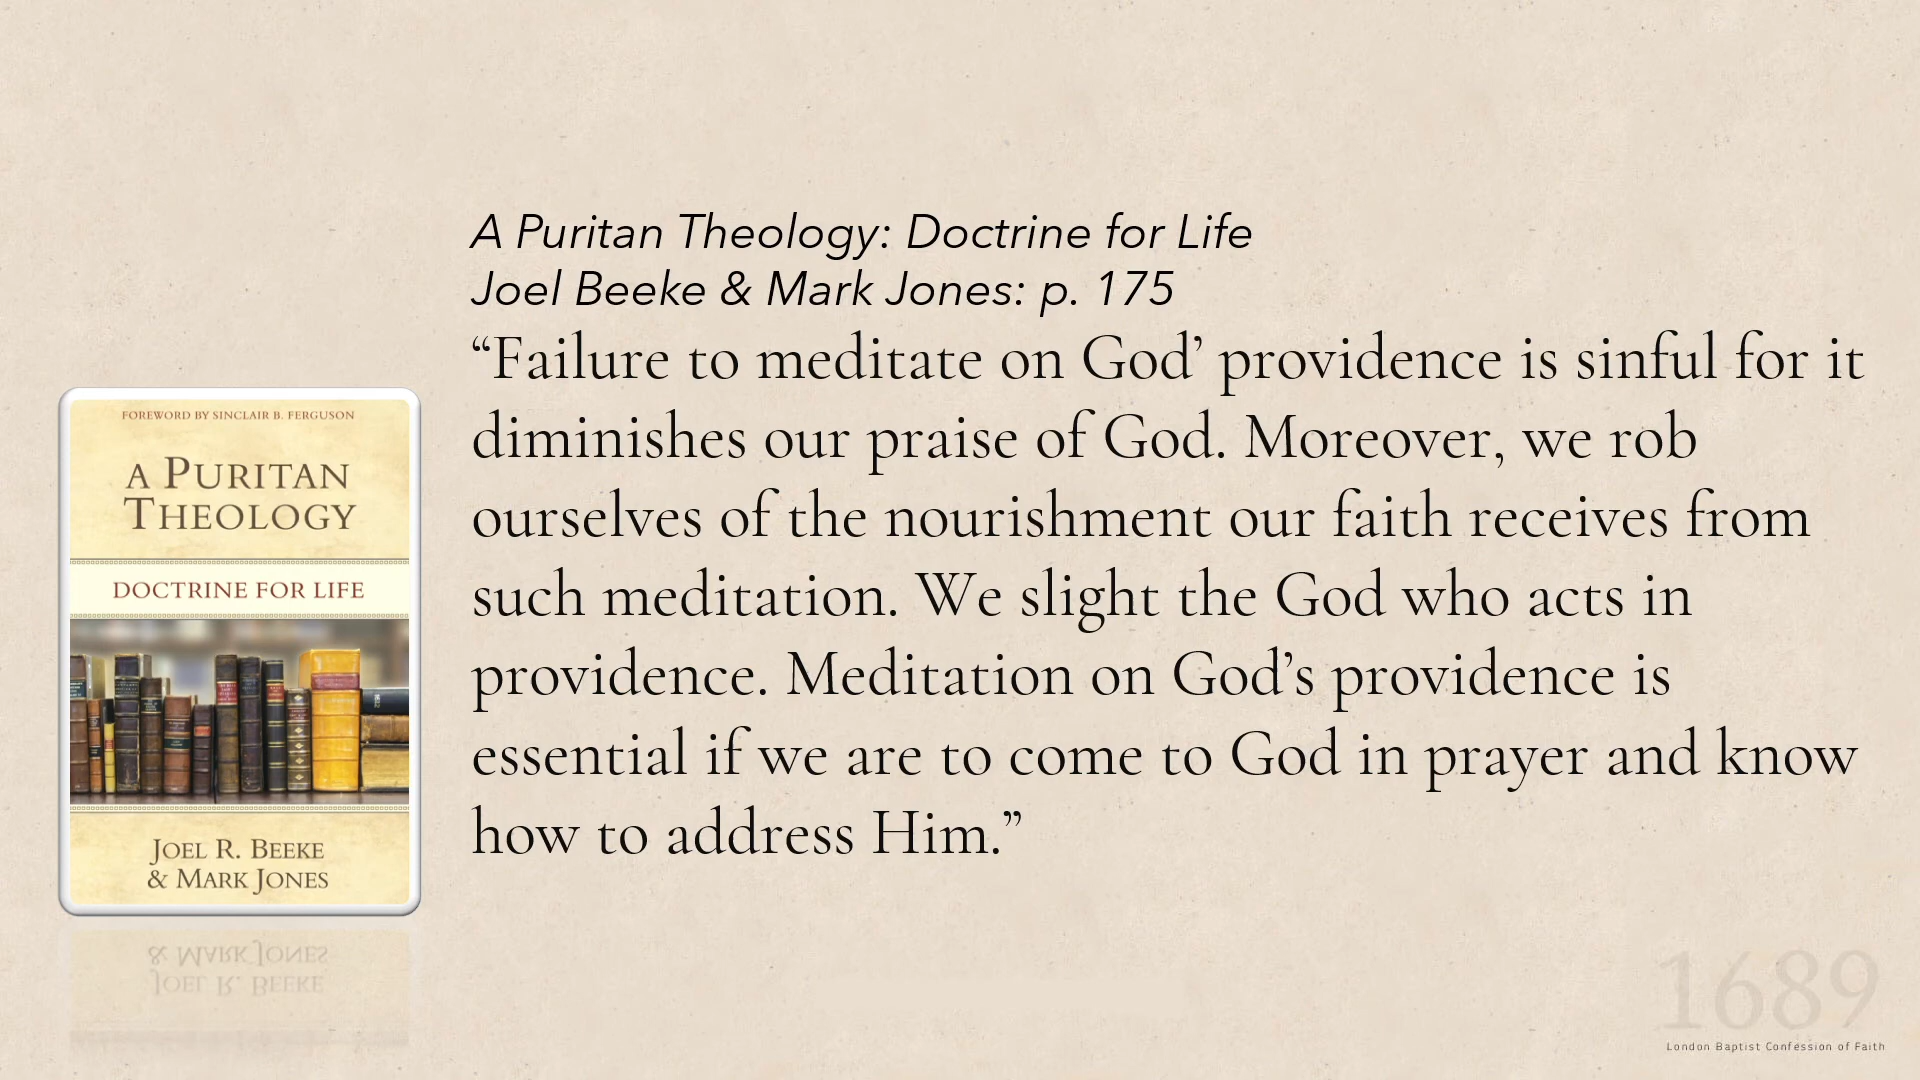 A Puritan Theology: Doctrine for Life
Joel Beeke & Mark Jones: p. 175
“Failure to meditate on God’ providence is sinful for it
diminishes our praise of God. Moreover, we rob
ourselves of the nourishment our faith receives from
such meditation. We slight the God who acts in
providence. Meditation on God’s providence is
essential if we are to come to God in prayer and know
how to address Him.”
FOREWORD BY SINCLAIR B. FERGUSON
A PURITAN
THEOLOGY
DOCTRINE FOR LIFE
JOEL R. BEEKE
& MARK JONES
1689
London Baptist Confession of Faith